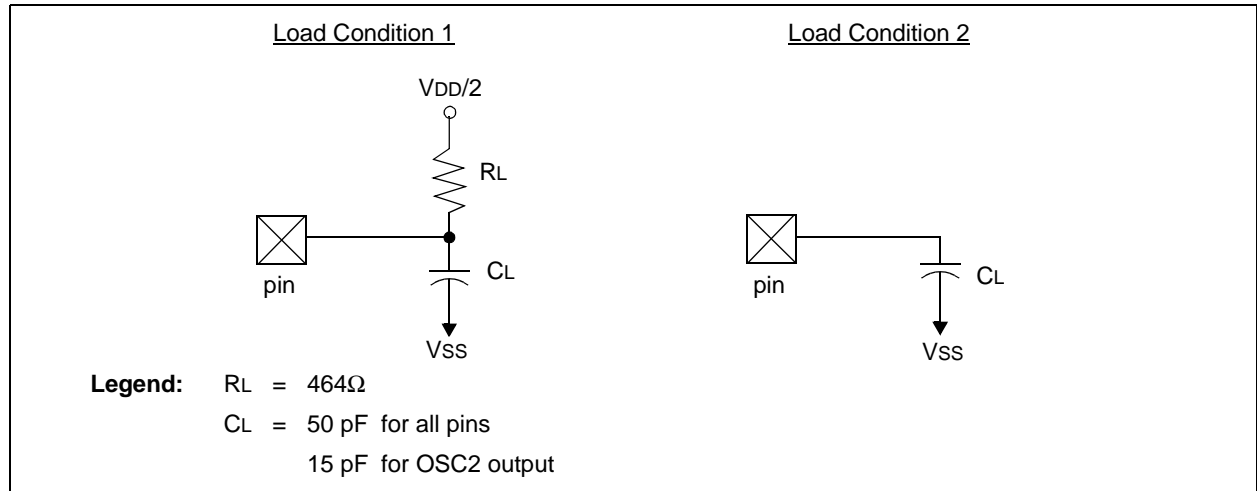 Load Condition 1
VDD/2
RL
pin
CL
VSS
Load Condition 2
pin
CL
VSS
Legend: RL = 464Ω
CL = 50 pF for all pins
15 pF for OSC2 output